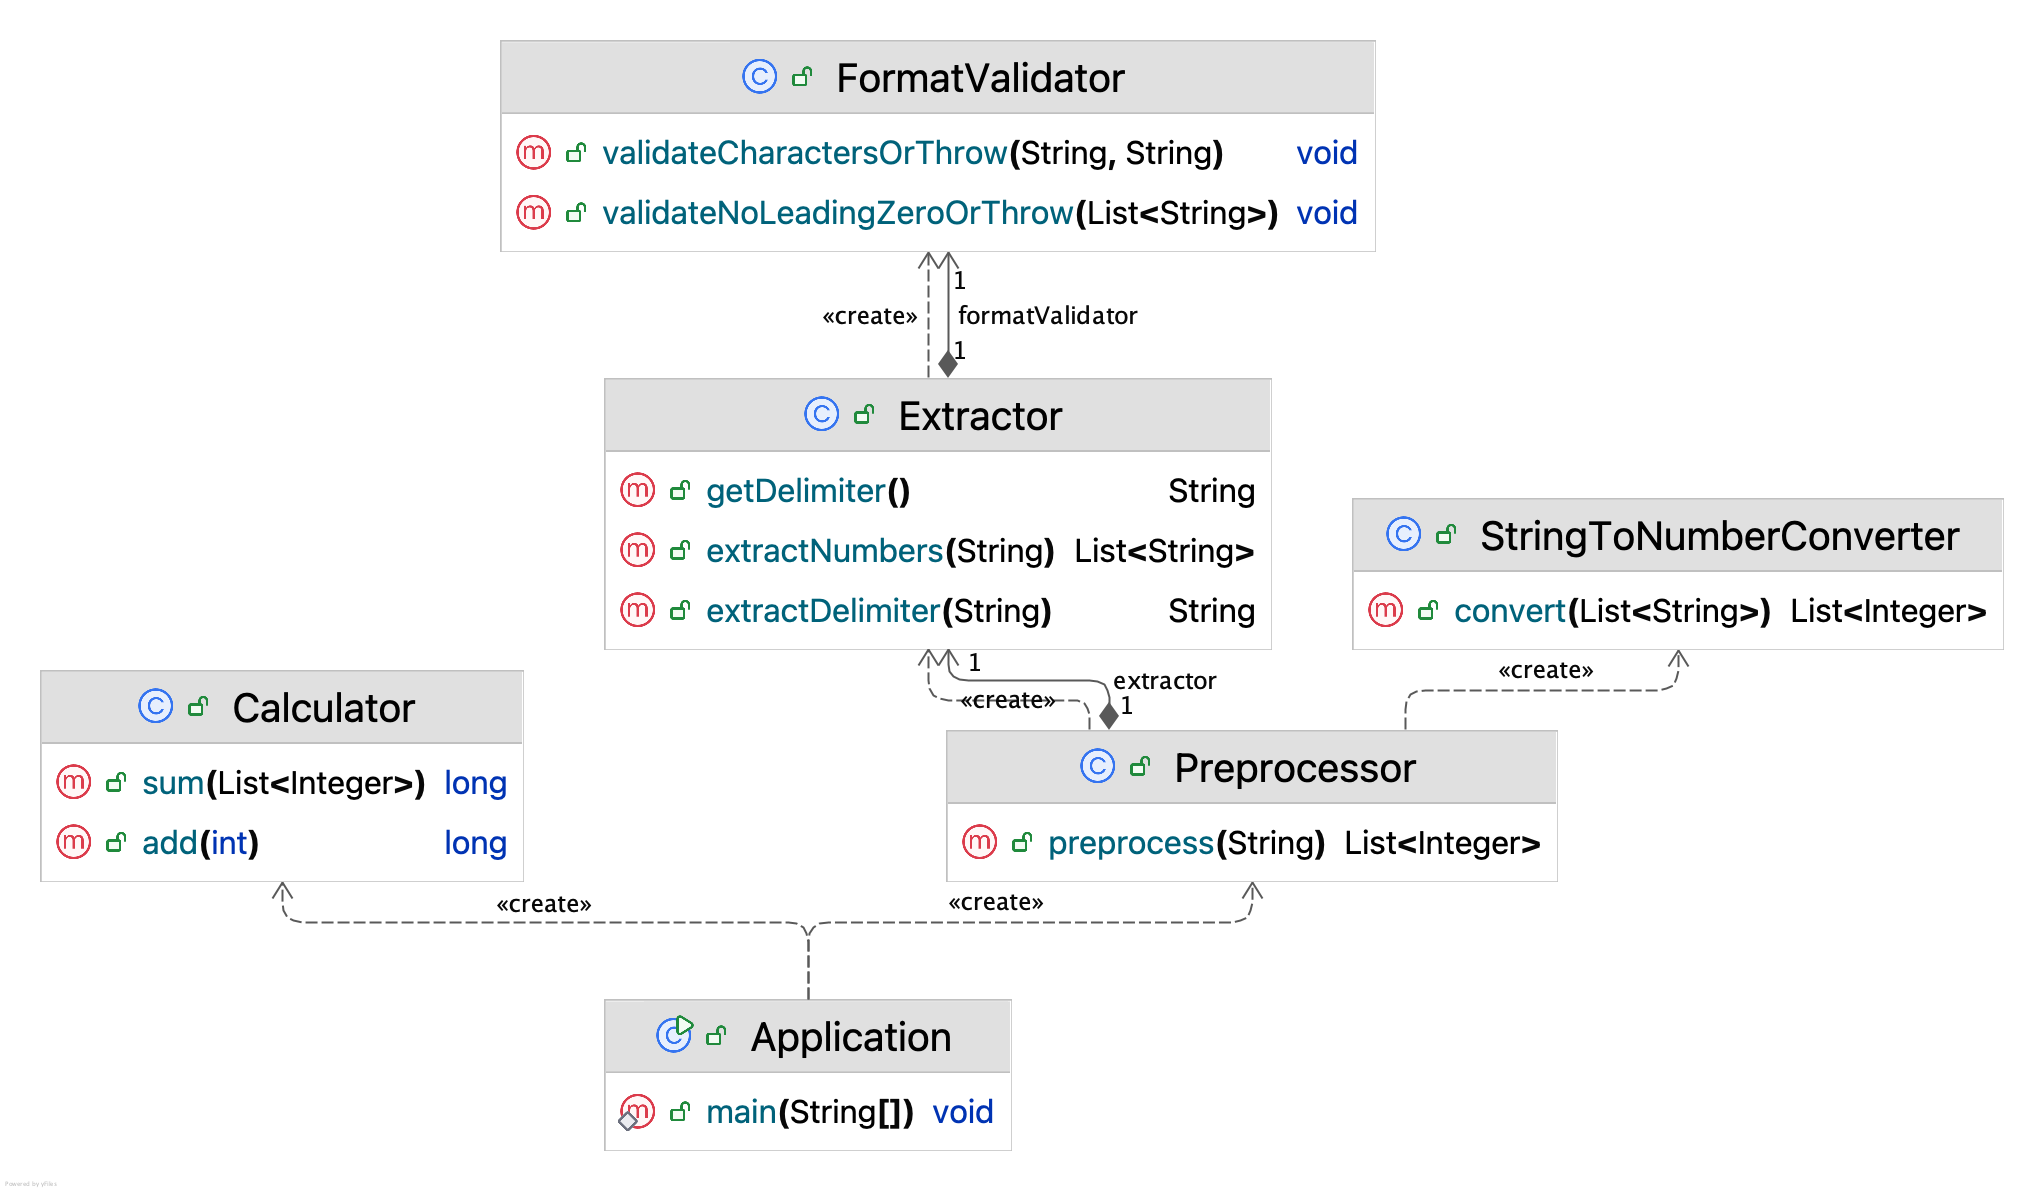 FormatValidator
validateCharactersOrThrow(String, String) void
validateNoLeadingZeroOrThrow(List<String>) void
1
«create» formatValidator
1
Extractor
getDelimiter() String
extractNumbers(String) List<String>
extractDelimiter(String) String
StringToNumberConverter
convert(List<String>) List<Integer>
1
extractor
«create»
1
«create»
Calculator
sum(List<Integer>) long
add(int) long
Preprocessor
preprocess(String) List<Integer>
«create»
«create»
Application
main(String[]) void
Powered by yFiles